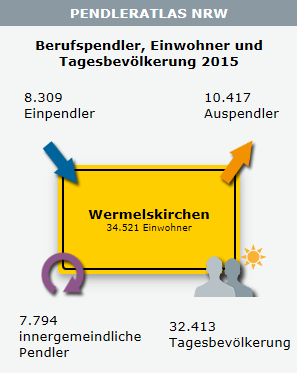 PENDLERATLAS NRW
Berufspendler, Einwohner und
Tagesbevölkerung 2015
8.309
Einpendler
10.417
Auspendler
Wermelskirchen
34.521 Einwohner
7.794
innergemeindliche
Pendler
32.413
Tagesbevölkerung